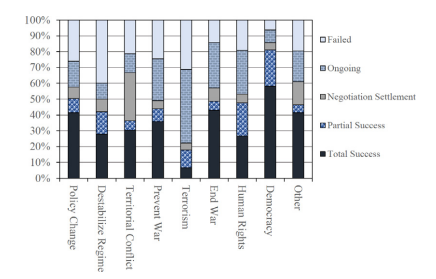 100%
90%
80%
70%
60%
50%
40%
30%
20%
10%
0%
Failed
Ongoing
Negotiation Settlement
Partial Success
Total Success
Policy Change
Destabilize Regime
Territorial Conflict
Prevent War
Terrorism
End War
Human Rights
Democracy
Other